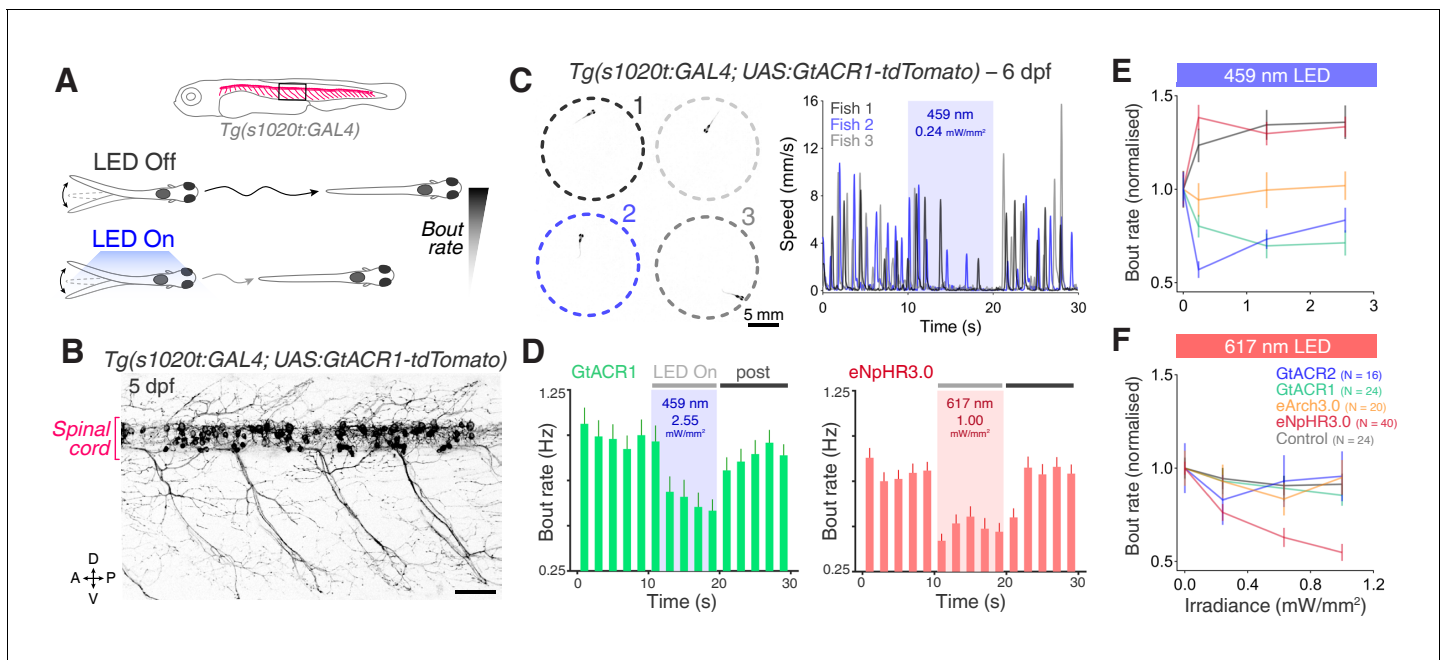 A
Tg(s1020t:GAL4)
LED Off
LED On
Bout
rate
B
Tg(s1020t:GAL4; UAS:GtACR1-tdTomato)
5 dpf
Spinal
cord
D
A
P
V
C
Tg(s1020t:GAL4; UAS:GtACR1-tdTomato) – 6 dpf
1
2
3
5 mm
Speed (mm/s)
16
12
8
4
0
Fish 1
Fish 2
Fish 3
459 nm
0.24 mW/mm²
0
10
20
30
Time (s)
D
GtACR1
LED On
post
1.25
0.25
Bout rate (Hz)
459 nm
2.55
mW/mm²
0
10
20
30
Time (s)
eNpHR3.0
1.25
0.25
Bout rate (Hz)
617 nm
1.00
mW/mm²
0
10
20
30
Time (s)
E
459 nm LED
Bout rate (normalised)
1.5
1.0
0.5
0
1
2
3
F
617 nm LED
Bout rate (normalised)
1.5
1.0
0.5
GtACR2 (N = 16)
GtACR1 (N = 24)
eArch3.0 (N = 20)
eNpHR3.0 (N = 40)
Control (N = 24)
0.0
0.4
0.8
1.2
Irradiance (mW/mm²)